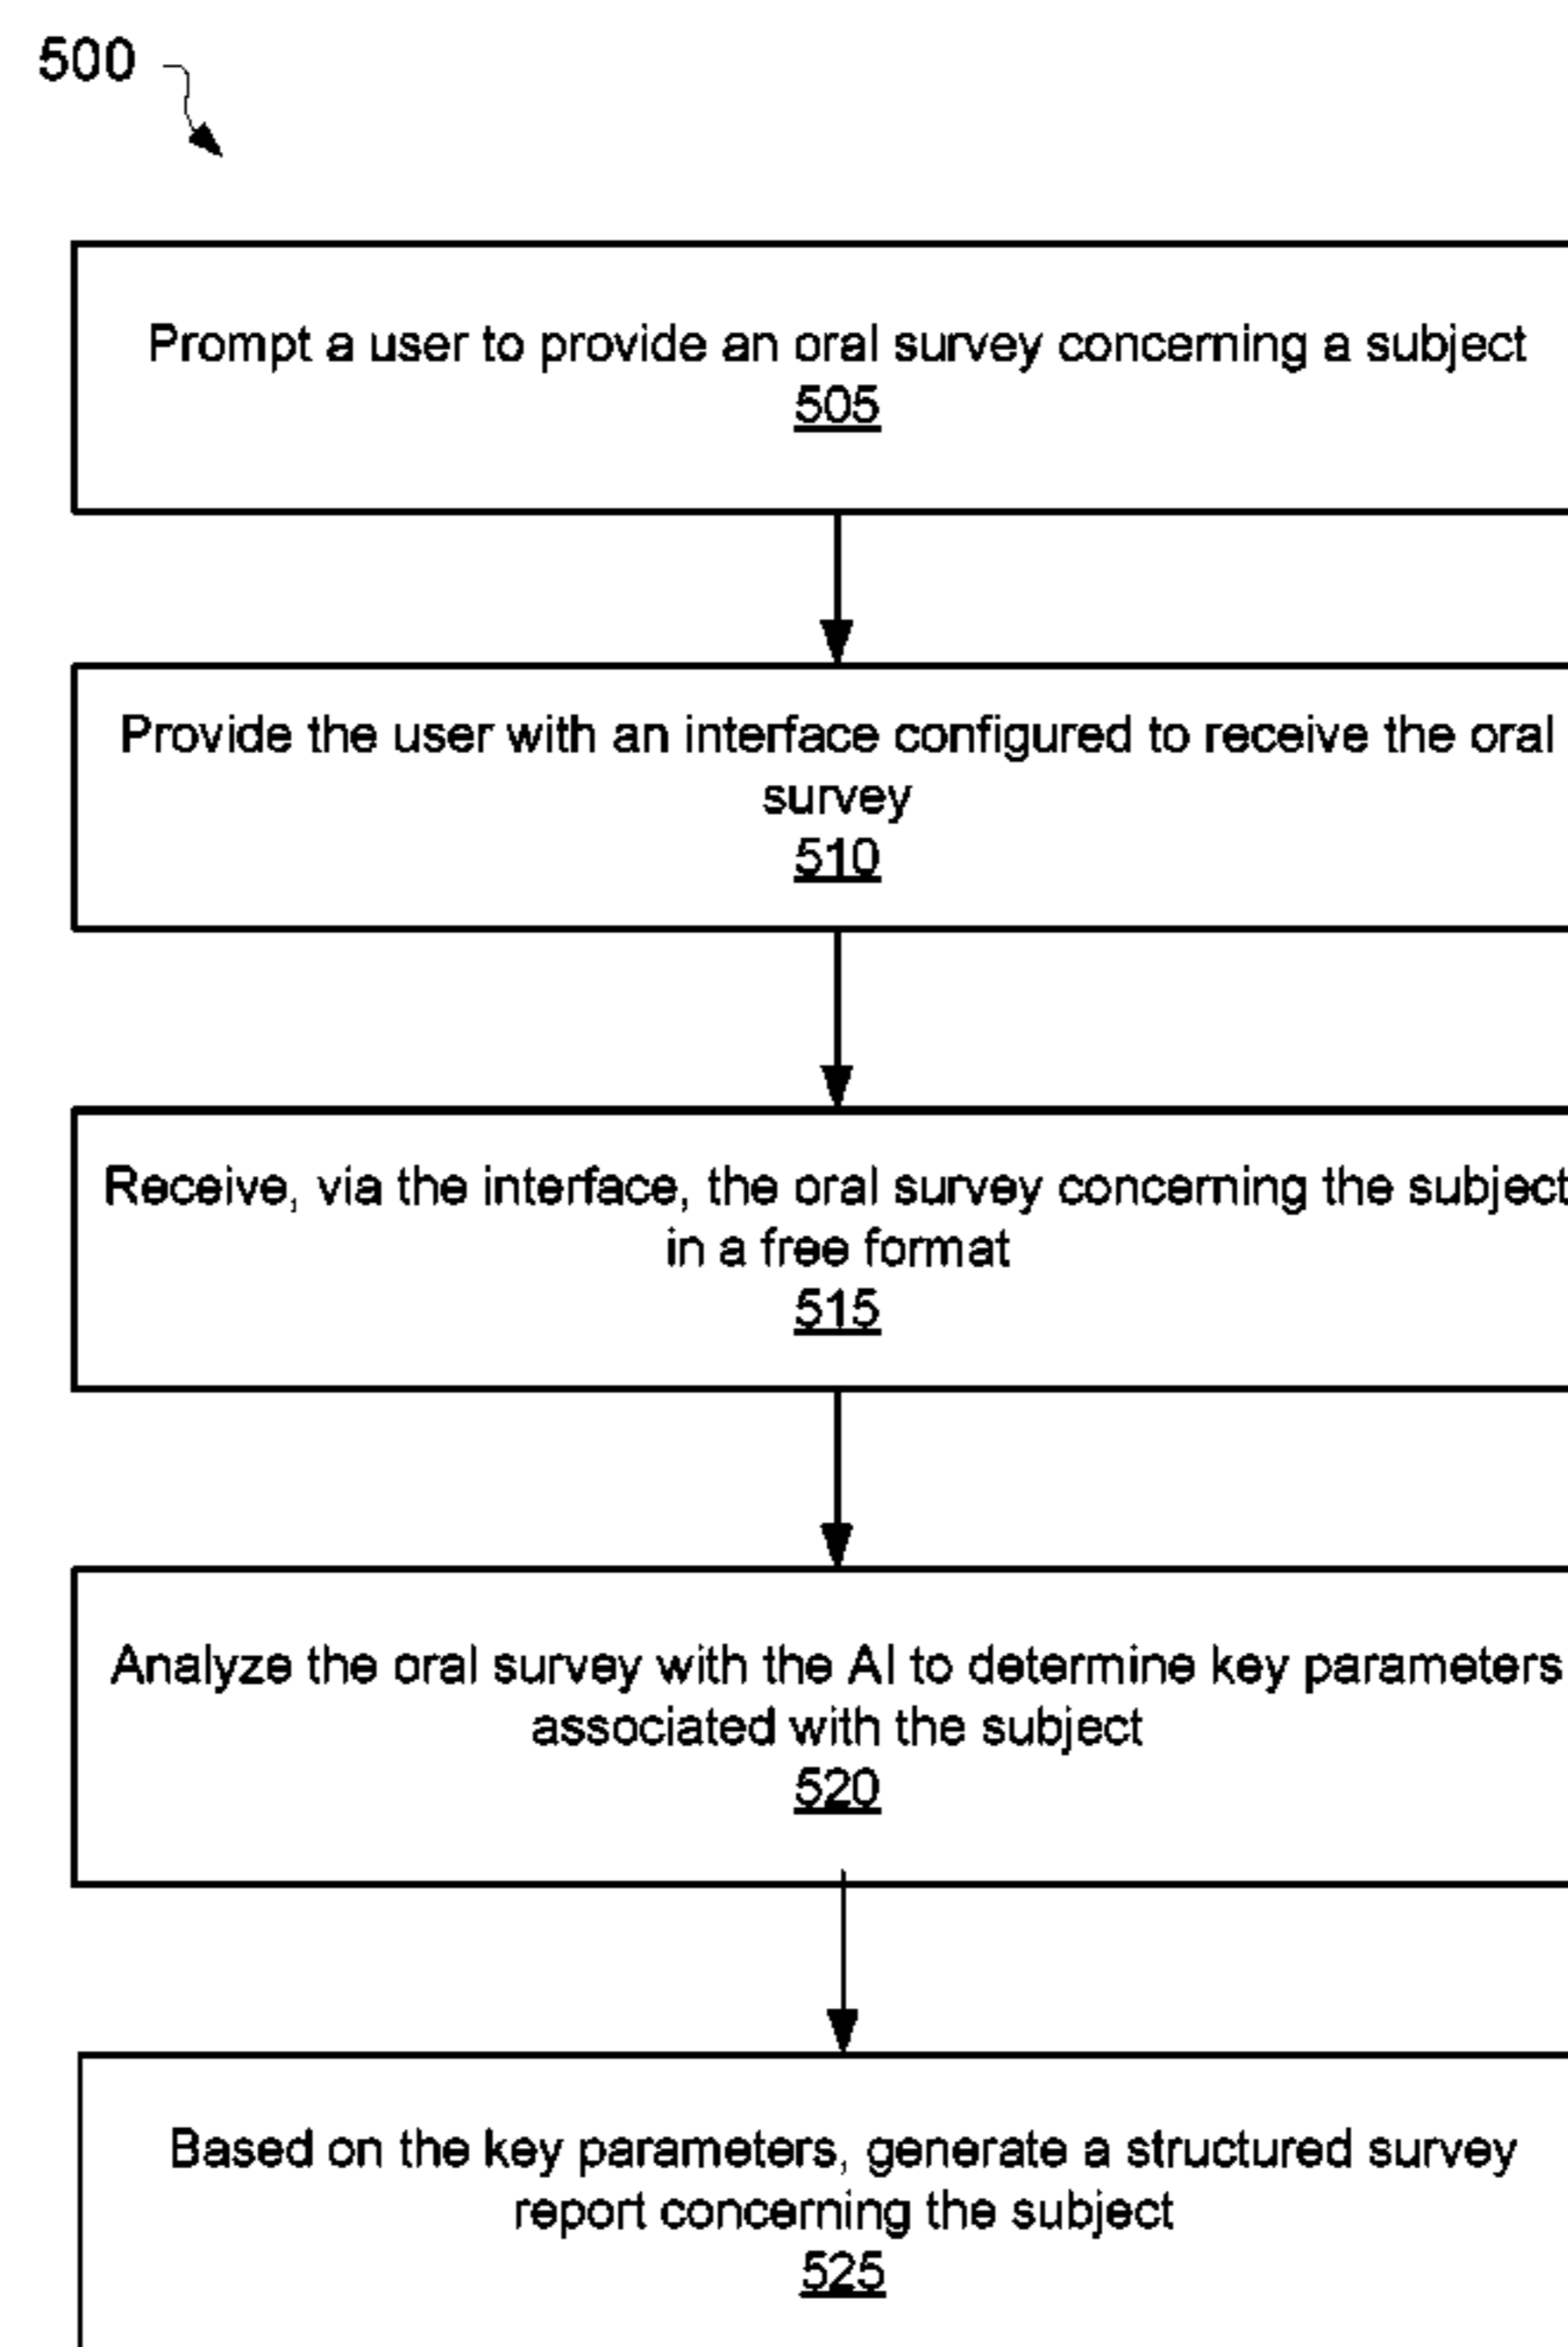 500
Prompt a user to provide an oral survey concerning a subject
505
Provide the user with an interface configured to receive the oral
survey
510
Receive, via the interface, the oral survey concerning the subject
in a free format
515
Analyze the oral survey with the AI to determine key parameters
associated with the subject
520
Based on the key parameters, generate a structured survey
report concerning the subject
525